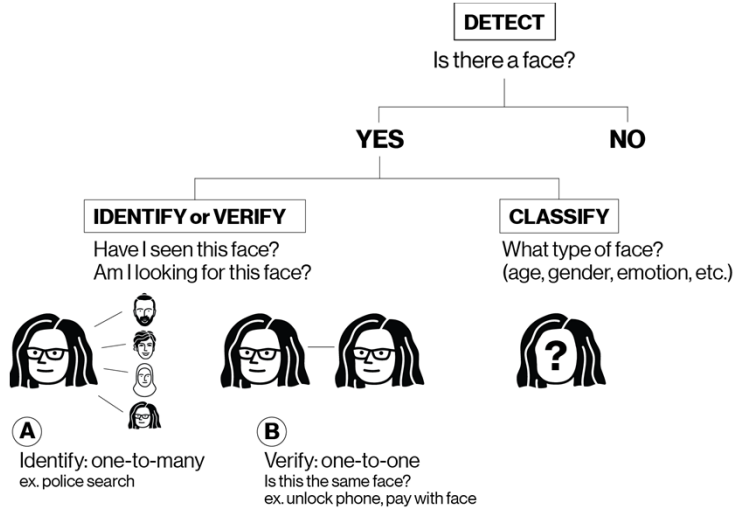 DETECT
Is there a face?
YES
NO
IDENTIFY or VERIFY
Have I seen this face?
Am I looking for this face?
CLASSIFY
What type of face?
(age, gender, emotion, etc.)
?
A
Identify: one-to-many
ex. police search
B
Verify: one-to-one
Is this the same face?
ex. unlock phone, pay with face